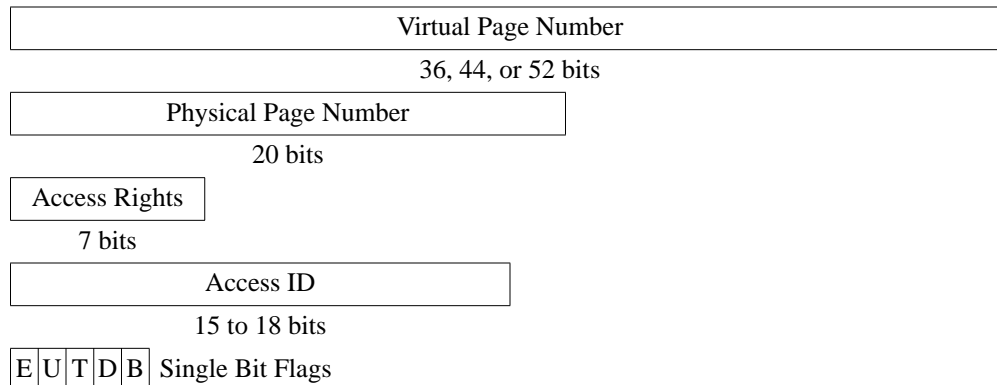 Virtual Page Number
36, 44, or 52 bits
Physical Page Number
20 bits
Access Rights
7 bits
Access ID
15 to 18 bits
E U T D B Single Bit Flags